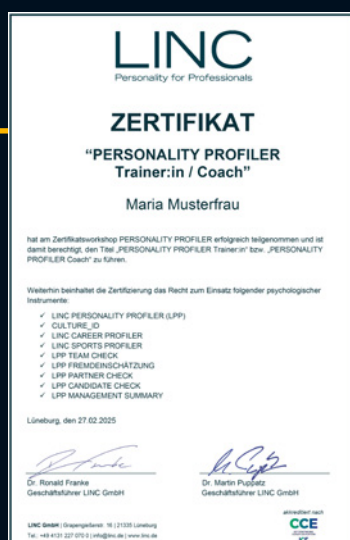 LINC
Personality for Professionals
ZERTIFIKAT
"PERSONALITY PROFILER
Trainer:in / Coach"
Maria Musterfrau
hat am Zertifikatsworkshop PERSONALITY PROFILER erfolgreich teilgenommen und ist
damit berechtigt, den Titel „PERSONALITY PROFILER Trainer:in" bzw. „PERSONALITY
PROFILER Coach" zu führen.
Weiterhin beinhaltet die Zertifizierung das Recht zum Einsatz folgender psychologischer
Instrumente:
✓ LINC PERSONALITY PROFILER (LPP)
✓ CULTURE_ID
✓ LINC CAREER PROFILER
✓ LINC SPORTS PROFILER
✓ LPP TEAM CHECK
✓ LPP FREMDEINSCHÄTZUNG
✓ LPP PARTNER CHECK
✓ LPP CANDIDATE CHECK
✓ LPP MANAGEMENT SUMMARY
Lüneburg, den 27.02.2025
Dr. Ronald Franke
Geschäftsführer LINC GmbH
Dr. Martin Puppatz
Geschäftsführer LINC GmbH
akkreditiert nach
CCE
ICF
LINC GmbH | Grapengießerstr. 16 | 21335 Lüneburg
Tel.: +49 4131 227 070 0 | info@linc.de | www.linc.de